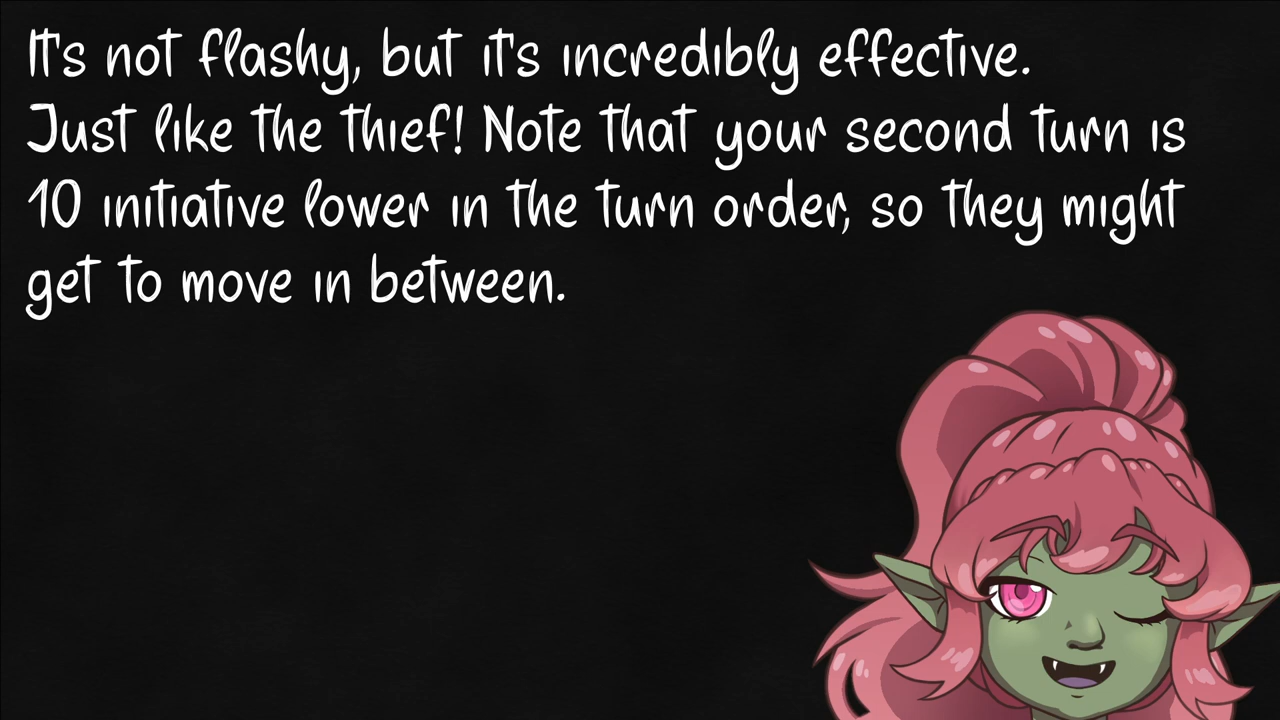 It's not flashy, but it's incredibly effective.
Just like the thief! Note that your second turn is
10 initiative lower in the turn order, so they might
get to move in between.